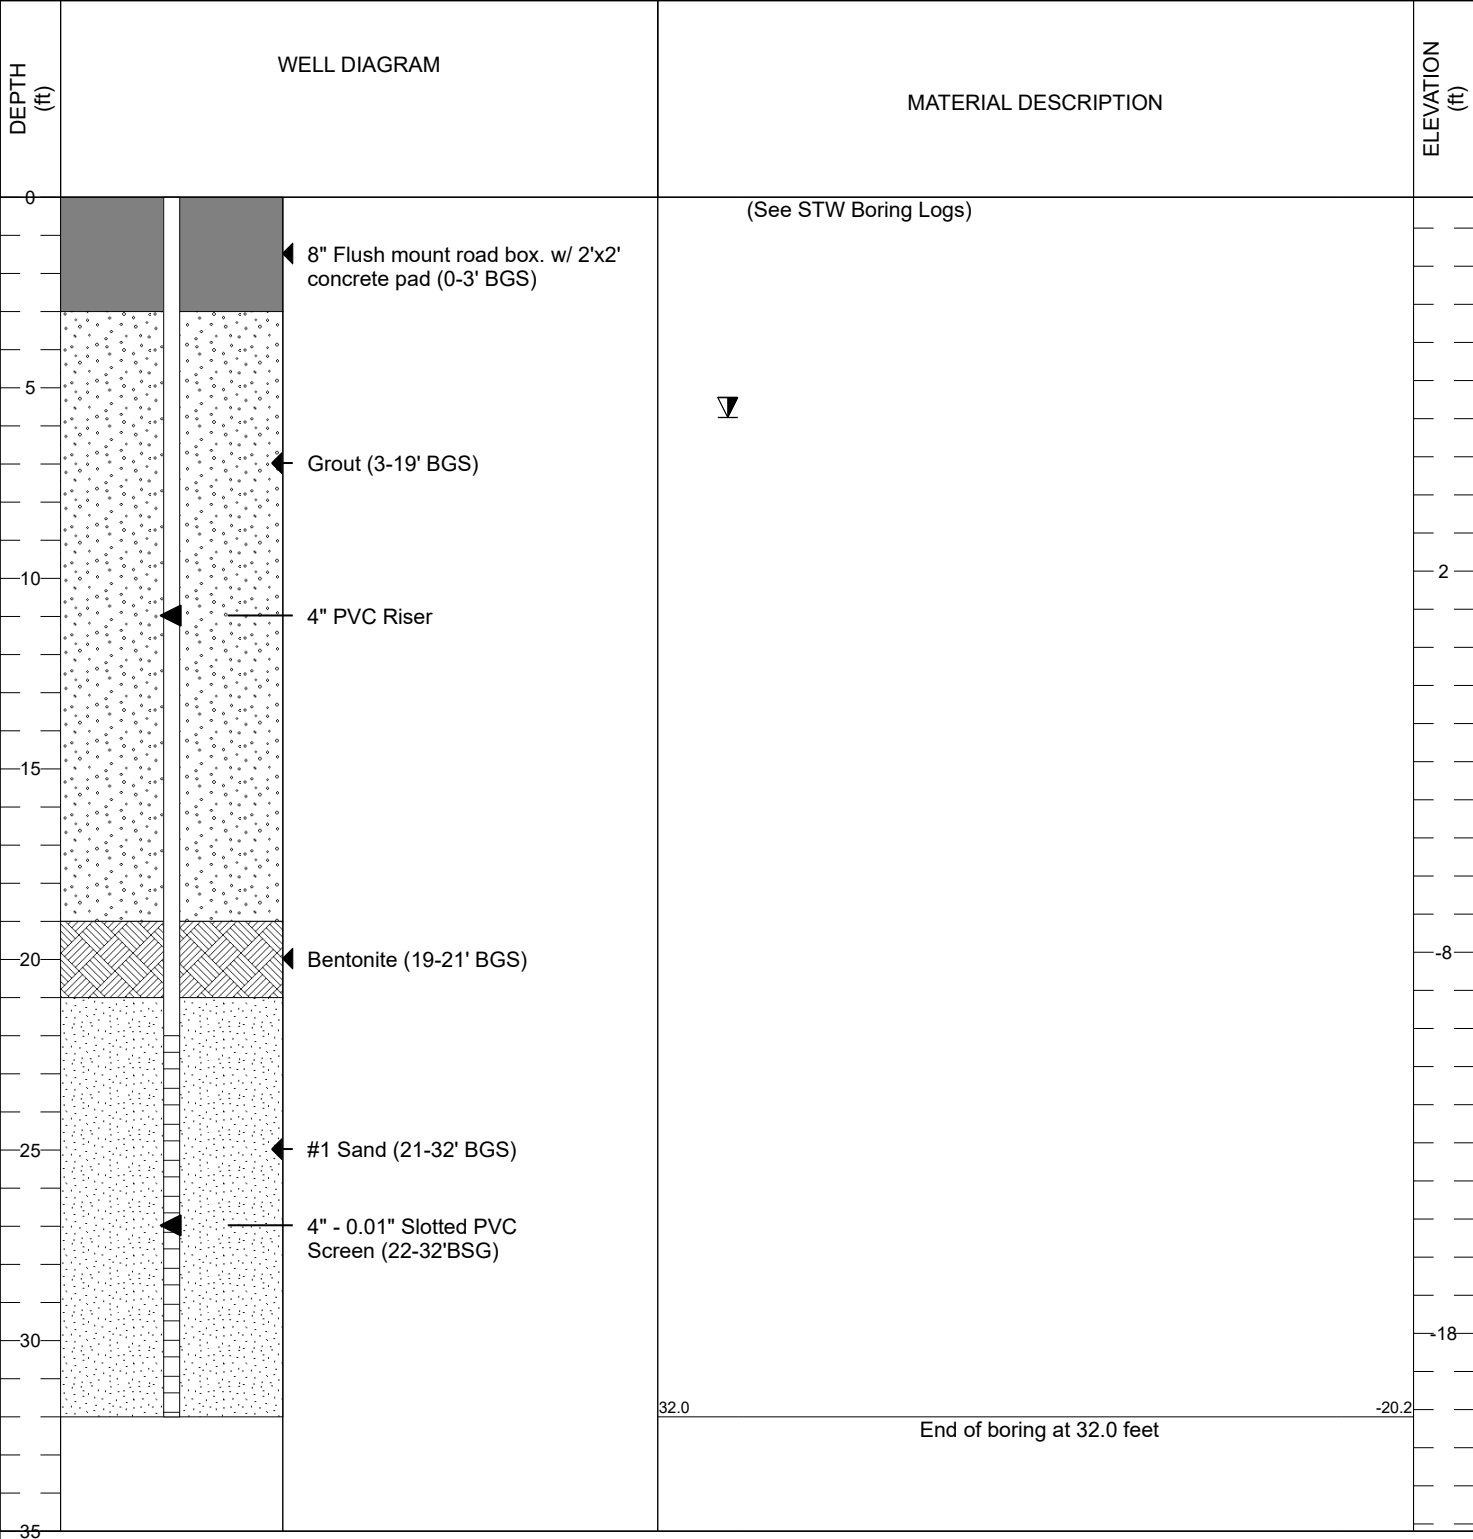 DEPTH
(ft)
WELL DIAGRAM
MATERIAL DESCRIPTION
ELEVATION
(ft)
0
(See STW Boring Logs)
8" Flush mount road box. w/ 2'x2'
concrete pad (0-3' BGS)
5
Grout (3-19' BGS)
10
2
4" PVC Riser
15
20
Bentonite (19-21' BGS)
-8
25
#1 Sand (21-32' BGS)
4" - 0.01" Slotted PVC
Screen (22-32'BSG)
30
-18
32.0
-20.2
End of boring at 32.0 feet
35